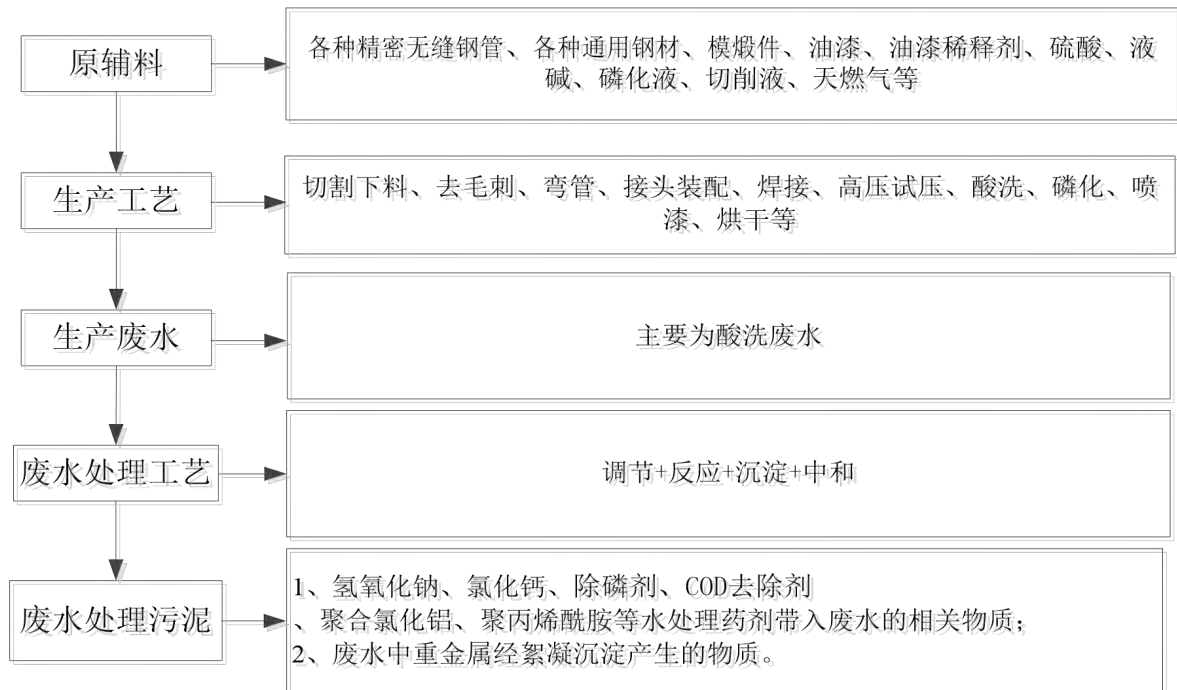 原辅料
各种精密无缝钢管、各种通用钢材、模煅件、油漆、油漆稀释剂、硫酸、液
碱、磷化液、切削液、天燃气等
生产工艺
切割下料、去毛刺、弯管、接头装配、焊接、高压试压、酸洗、磷化、喷
漆、烘干等
生产废水
主要为酸洗废水
废水处理工艺
调节+反应+沉淀+中和
废水处理污泥
1、氢氧化钠、氯化钙、除磷剂、COD去除剂
、聚合氯化铝、聚丙烯酰胺等水处理药剂带入废水的相关物质；
2、废水中重金属经絮凝沉淀产生的物质。